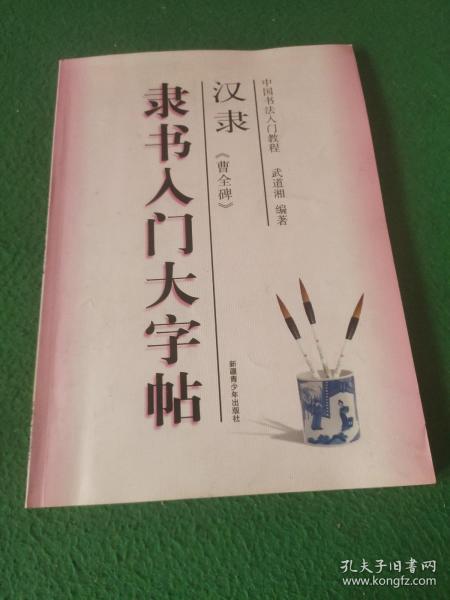 中国书法入门教程 武道湘 编著
汉隶《曹全碑》
隶书入门大字帖
新疆青少年出版社
孔夫子旧书网
www.kongfz.com